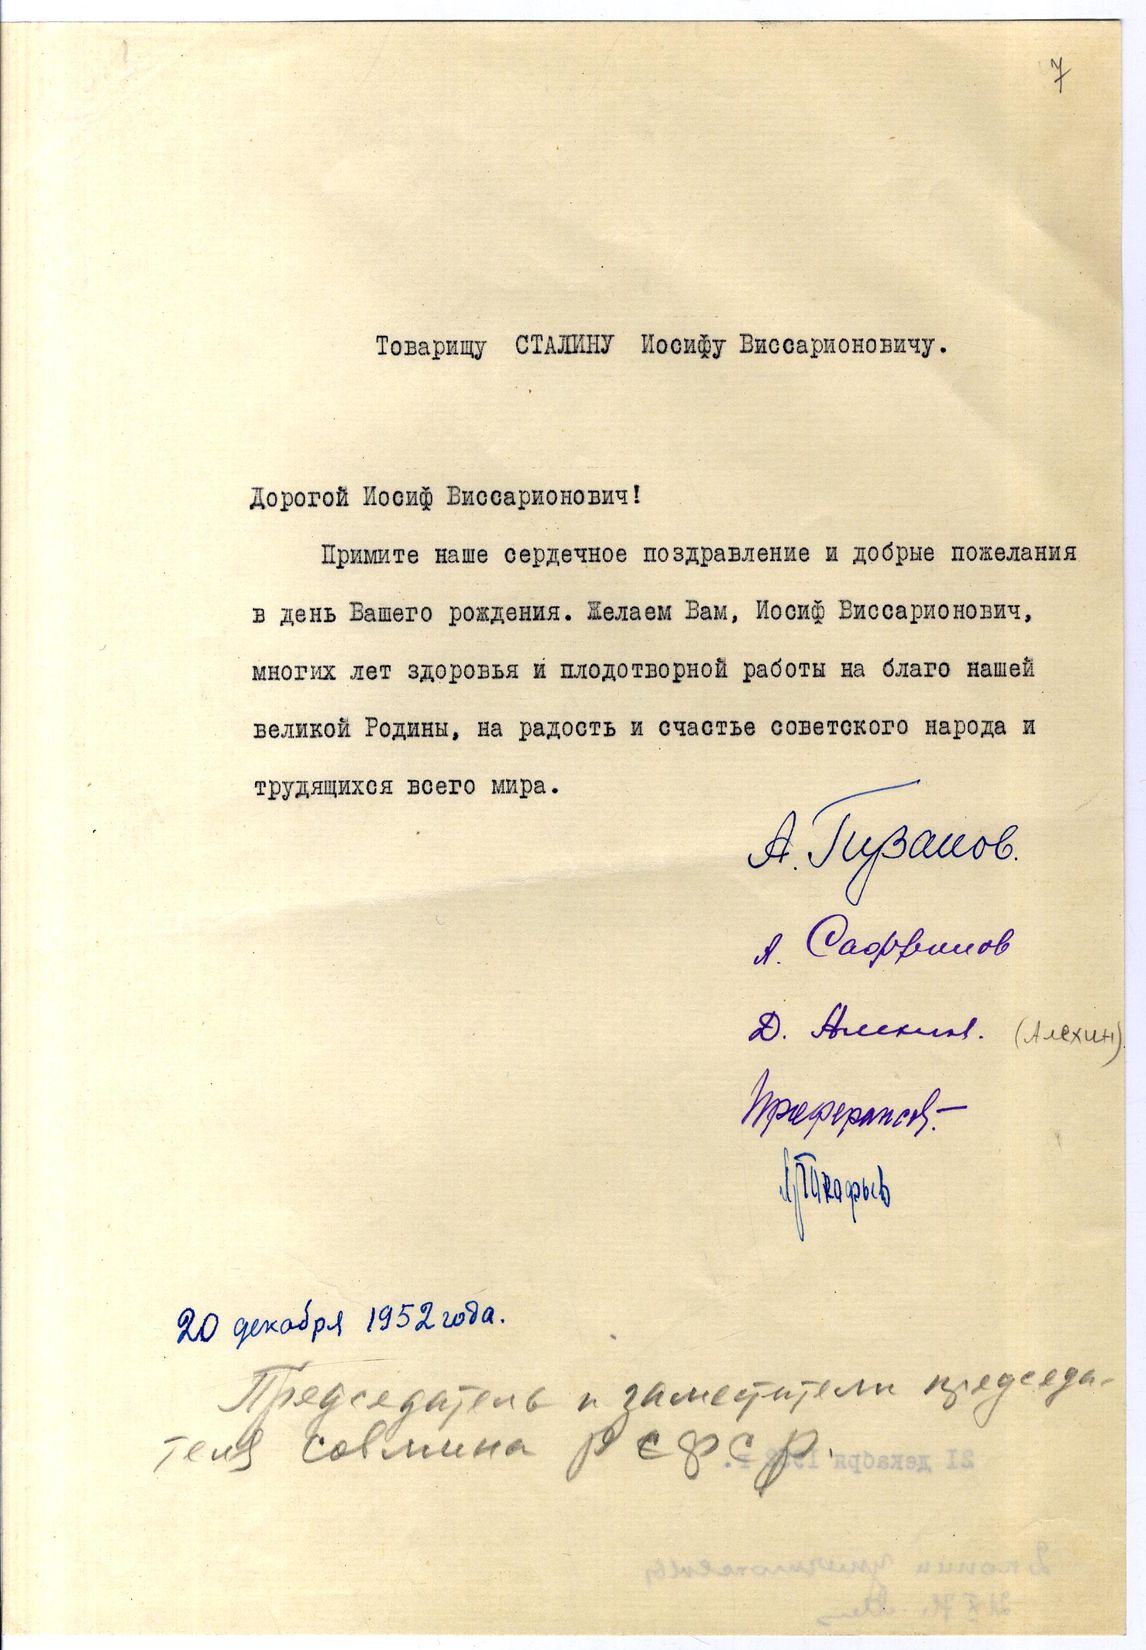 7
Товарищу СТАЛИНУ Иосифу Виссарионовичу.
Дорогой Иосиф Виссарионович!
Примите наше сердечное поздравление и добрые пожелания
в день Вашего рождения. Желаем Вам, Иосиф Виссарионович,
многих лет здоровья и плодотворной работы на благо нашей
великой Родины, на радость и счастье советского народа и
трудящихся всего мира.
А. Пузанов.
А. Сафронов
Д. Алехин. (Алехин)
20 декабря 1952 года.
Председатель и заместители председа-
теля совмина РСФСР.
21 декабря 1952 г.